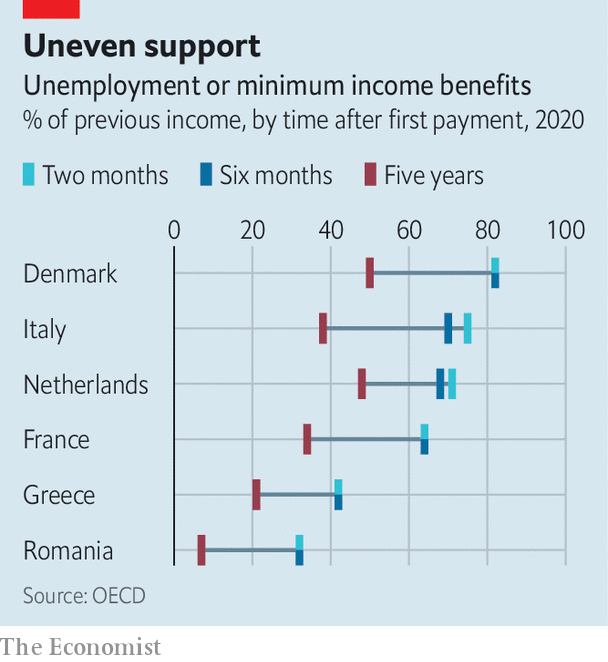 Uneven support
Unemployment or minimum income benefits
% of previous income, by time after first payment, 2020
Two months Six months Five years
0 20 40 60 80 100
Denmark
Italy
Netherlands
France
Greece
Romania
Source: OECD
The Economist